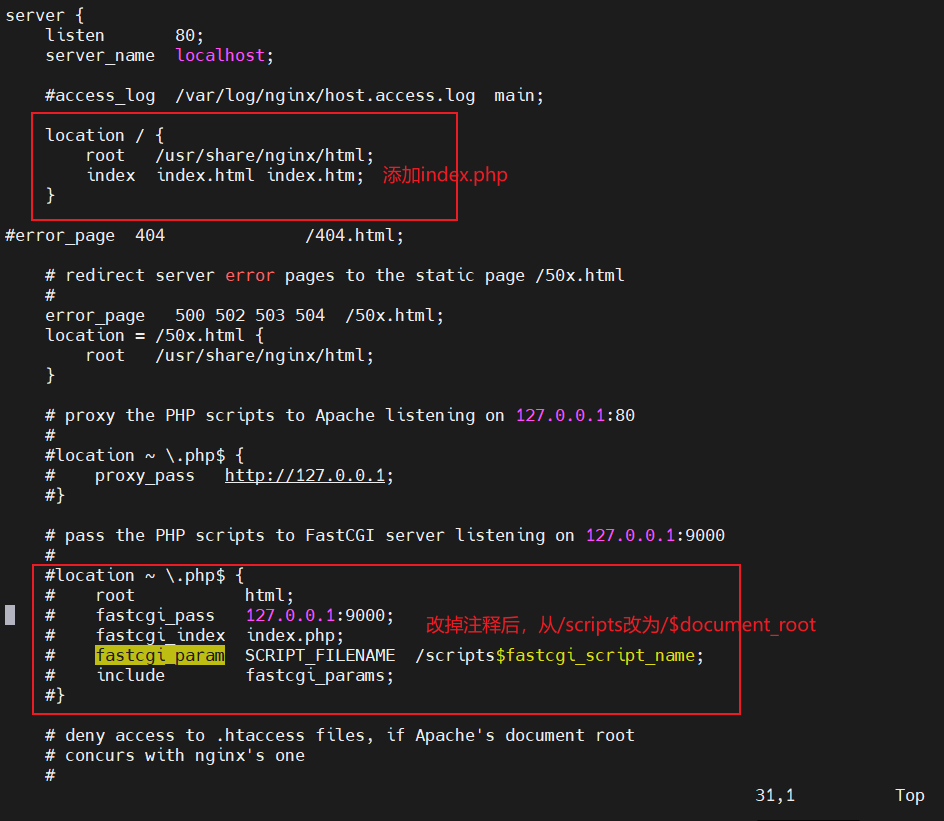 server {
    listen       80;
    server_name  localhost;
    #access_log  /var/log/nginx/host.access.log  main;
    location / {
        root   /usr/share/nginx/html;
        index  index.html index.htm;  添加index.php
    }
#error_page  404              /404.html;
    # redirect server error pages to the static page /50x.html
    #
    error_page   500 502 503 504  /50x.html;
    location = /50x.html {
        root   /usr/share/nginx/html;
    }
    # proxy the PHP scripts to Apache listening on 127.0.0.1:80
    #
    #location ~ \.php$ {
    #    proxy_pass   http://127.0.0.1;
    #}
    # pass the PHP scripts to FastCGI server listening on 127.0.0.1:9000
    #
    #location ~ \.php$ {
    #    root           html;
    #    fastcgi_pass   127.0.0.1:9000;
改掉注释后，从/scripts改为/$document_root
    #    fastcgi_index  index.php;
    #    fastcgi_param  SCRIPT_FILENAME  /scripts$fastcgi_script_name;
    #    include        fastcgi_params;
    #}
    # deny access to .htaccess files, if Apache's document root
    # concurs with nginx's one
    #
31,1          Top